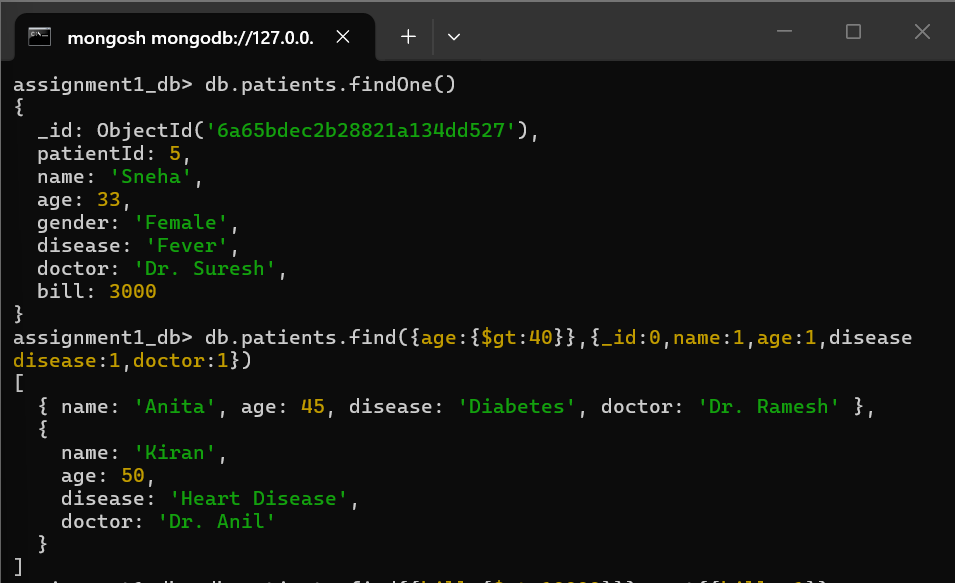 mongosh mongodb://127.0.0.
assignment1_db> db.patients.findOne()
{
  _id: ObjectId('6a65bdec2b28821a134dd527'),
  patientId: 5,
  name: 'Sneha',
  age: 33,
  gender: 'Female',
  disease: 'Fever',
  doctor: 'Dr. Suresh',
  bill: 3000
}
assignment1_db> db.patients.find({age:{$gt:40}},{_id:0,name:1,age:1,disease
disease:1,doctor:1})
[
  { name: 'Anita', age: 45, disease: 'Diabetes', doctor: 'Dr. Ramesh' },
  {
    name: 'Kiran',
    age: 50,
    disease: 'Heart Disease',
    doctor: 'Dr. Anil'
  }
]